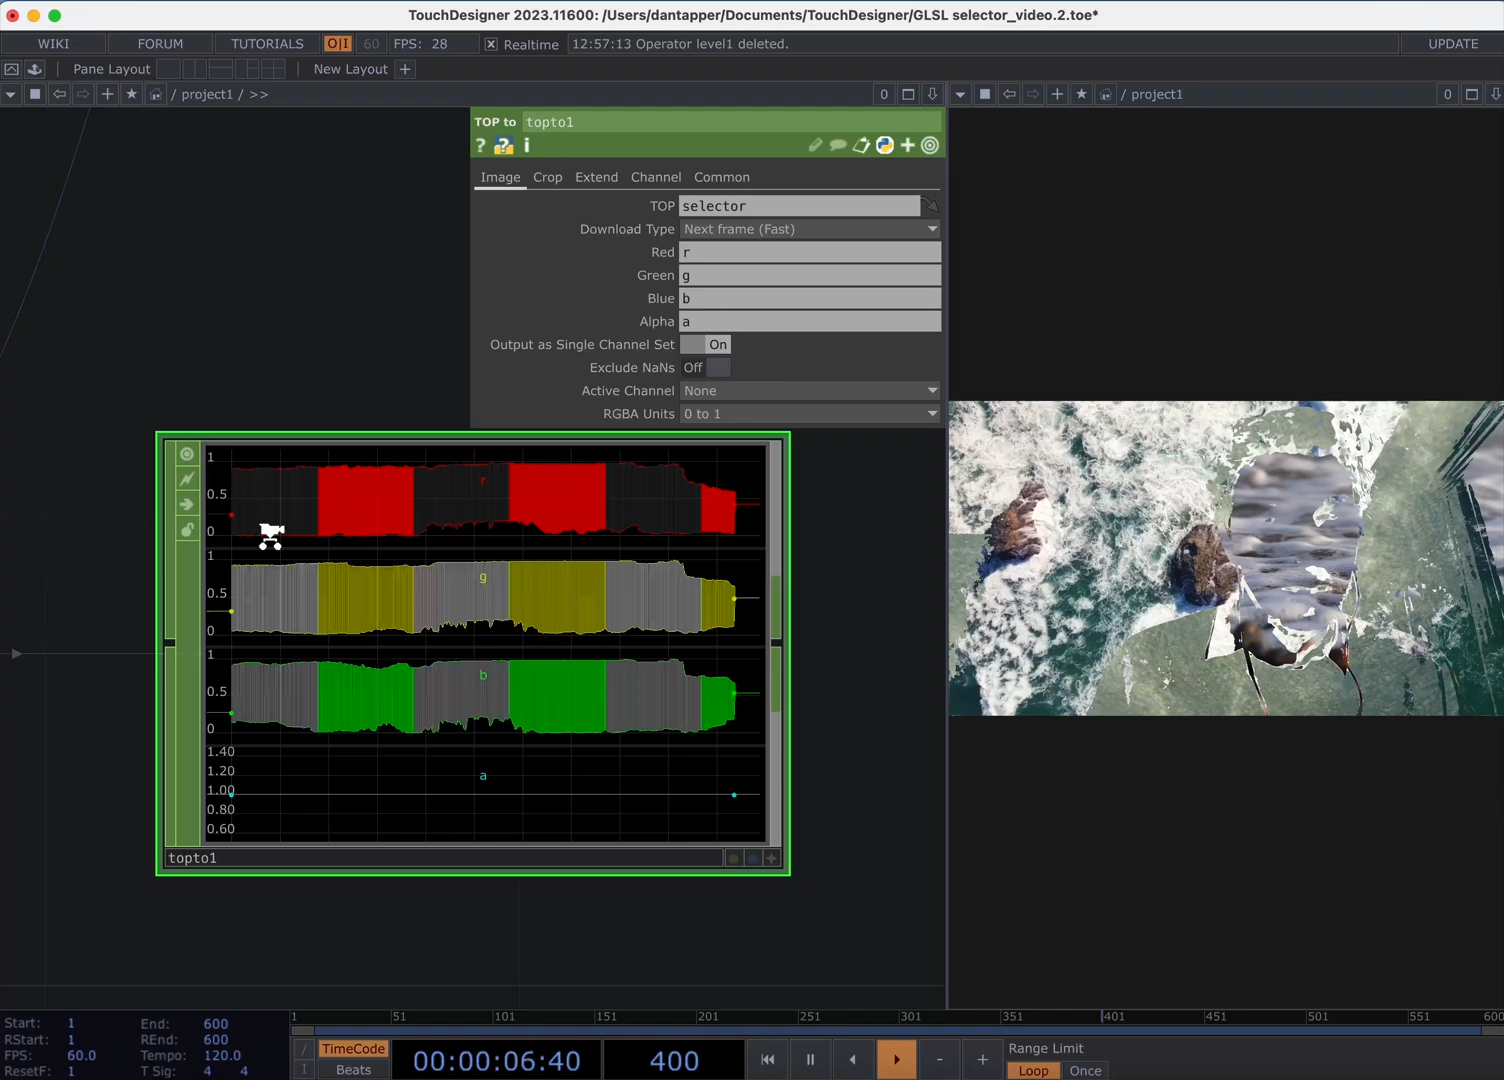 TouchDesigner 2023.11600: /Users/dantapper/Documents/TouchDesigner/GLSL selector_video.2.toe*
WIKI FORUM TUTORIALS O|I 60 FPS: 28 Realtime 12:57:13 Operator level1 deleted. UPDATE
Pane Layout New Layout +
/ project1 / >> 0 / project1 0
TOP to topto1
? ? i
Image Crop Extend Channel Common
TOP selector
Download Type Next frame (Fast)
Red r
Green g
Blue b
Alpha a
Output as Single Channel Set On
Exclude NaNs Off
Active Channel None
RGBA Units 0 to 1
1
r
0.5
0
1
g
0.5
0
1
b
0.5
0
1.40
a
1.20
1.00
0.80
0.60
topto1
1 51 101 151 201 251 301 351 401 451 501 551 600
Start: 1 End: 600
RStart: 1 REnd: 600
FPS: 60.0 Tempo: 120.0
ResetF: 1 T Sig: 4 4
/ TimeCode
I Beats
00:00:06:40 400 - +
Range Limit
Loop Once